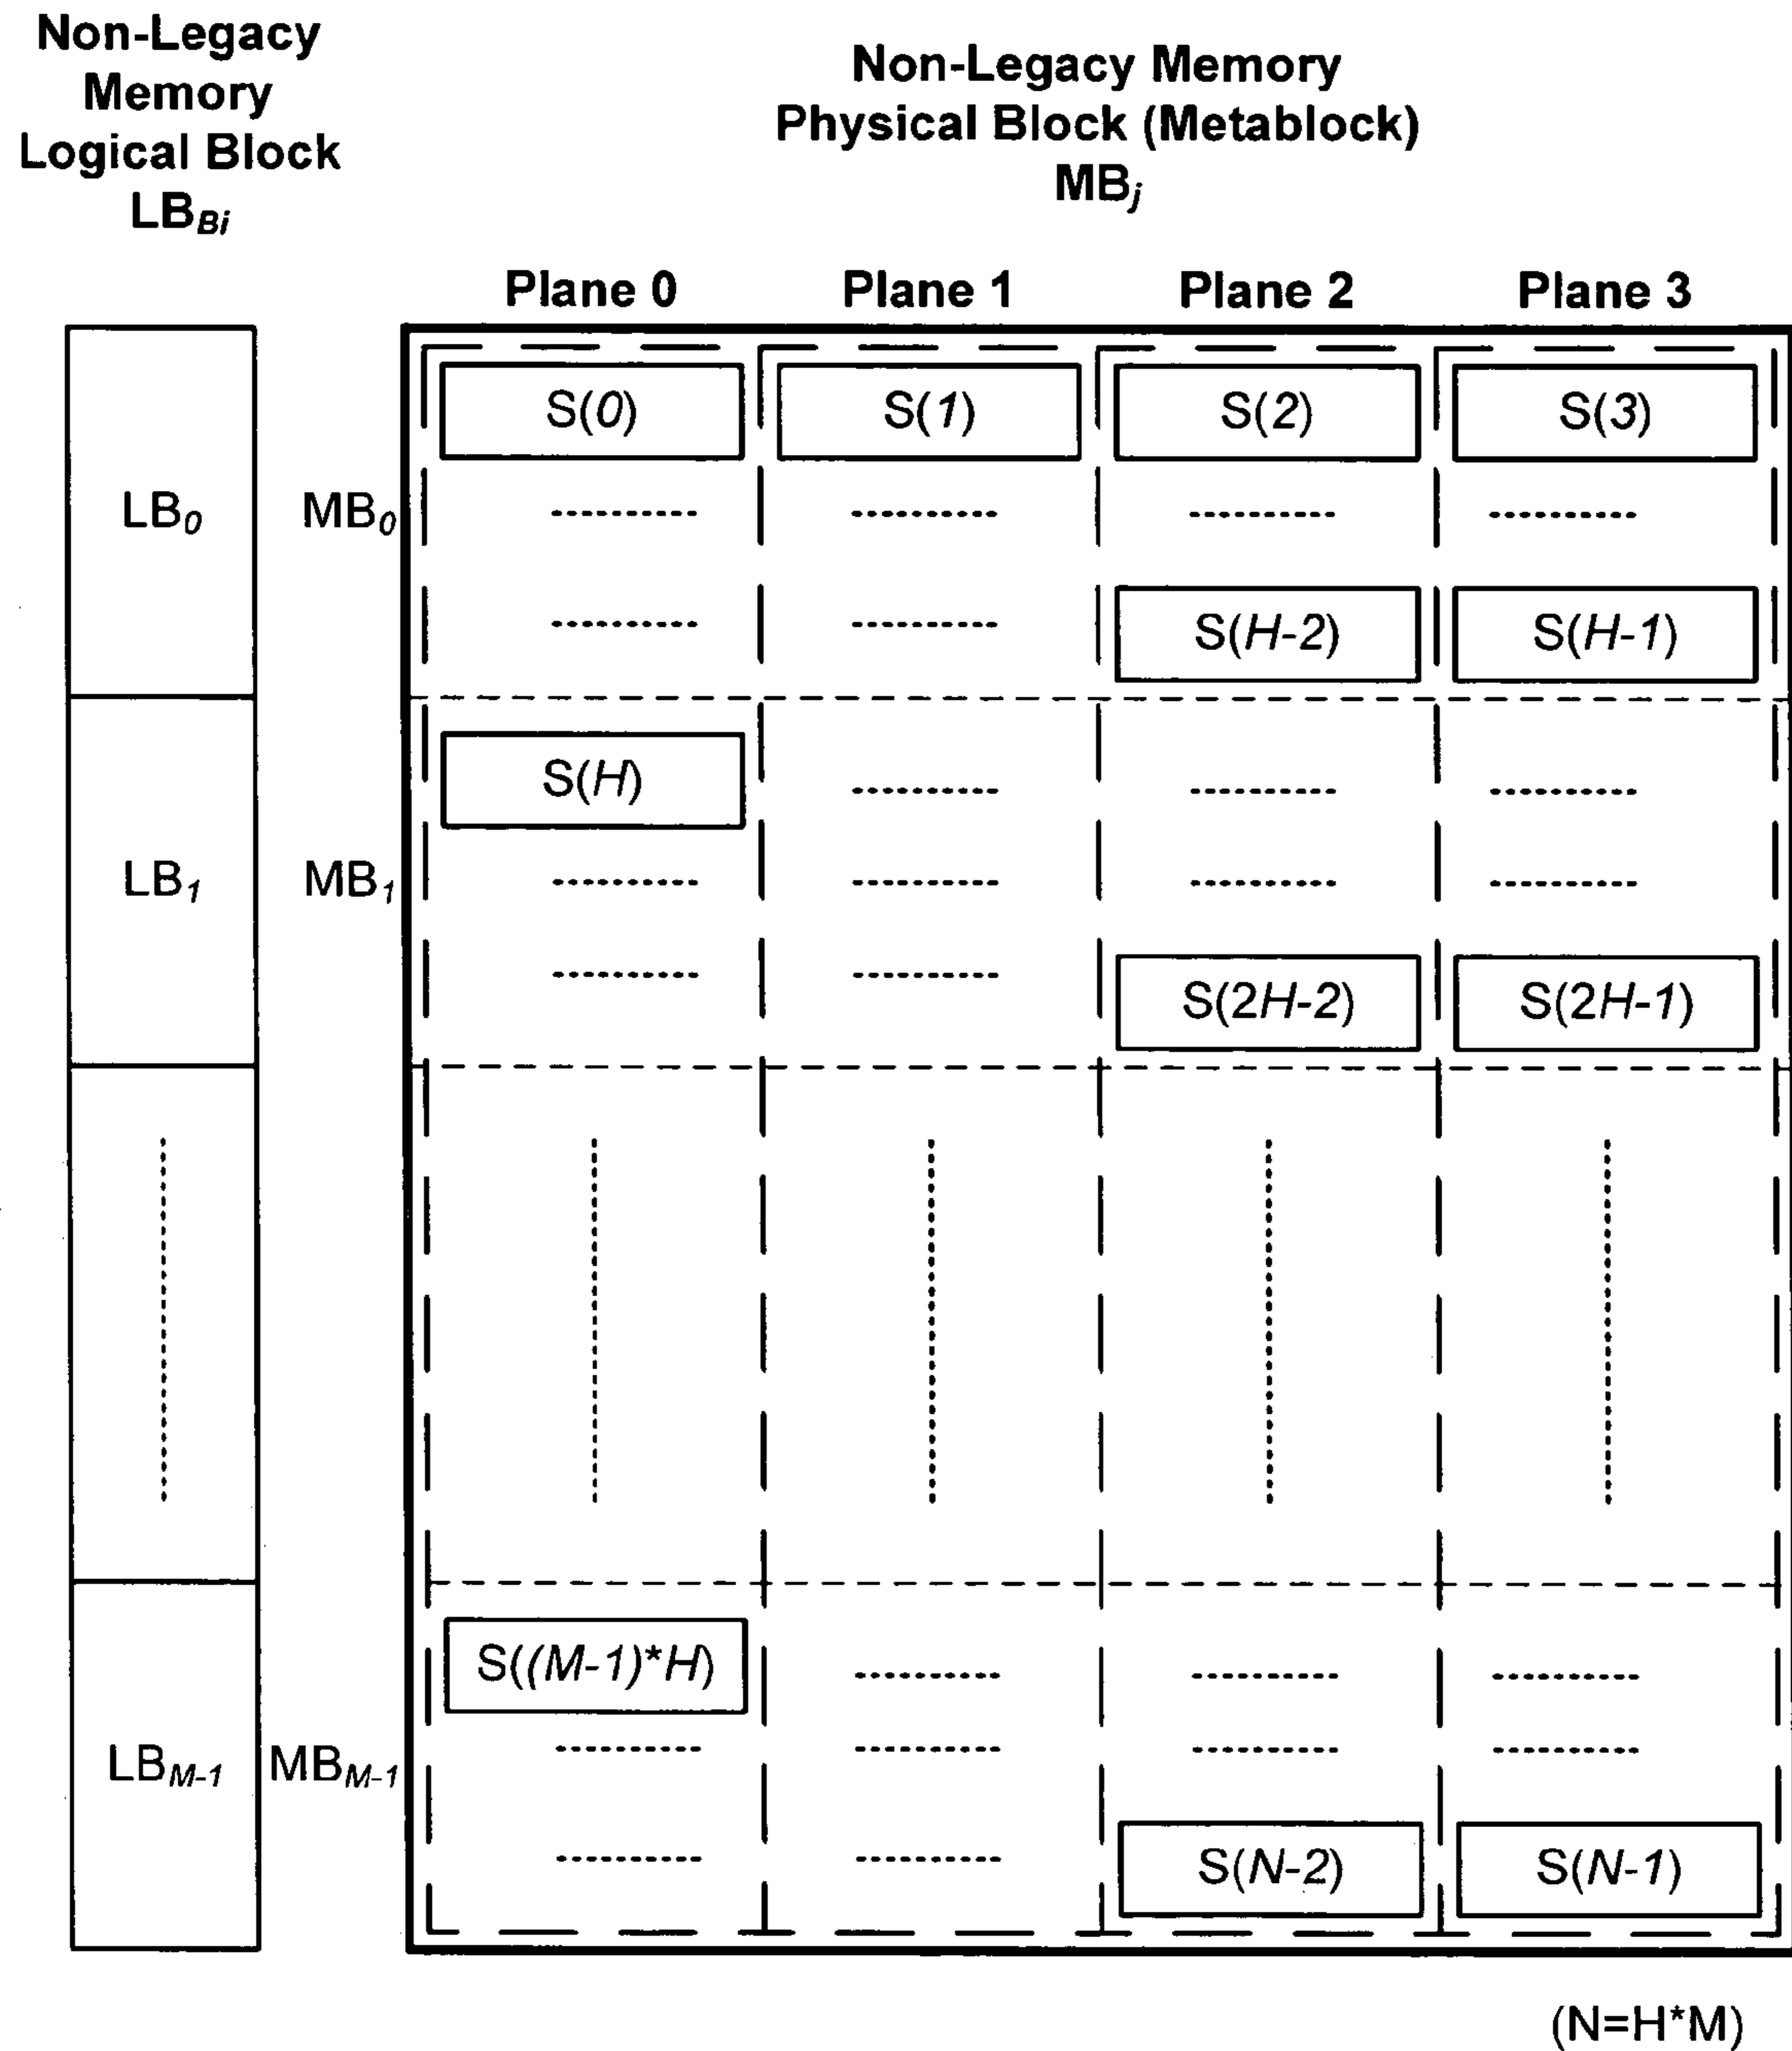 Non-Legacy
Memory
Logical Block
LB_Bi
Non-Legacy Memory
Physical Block (Metablock)
MB_j
Plane 0 Plane 1 Plane 2 Plane 3
S(0) S(1) S(2) S(3)
LB_0 MB_0
S(H-2) S(H-1)
S(H)
LB_1 MB_1
S(2H-2) S(2H-1)
S((M-1)*H)
LB_M-1 MB_M-1
S(N-2) S(N-1)
(N=H*M)